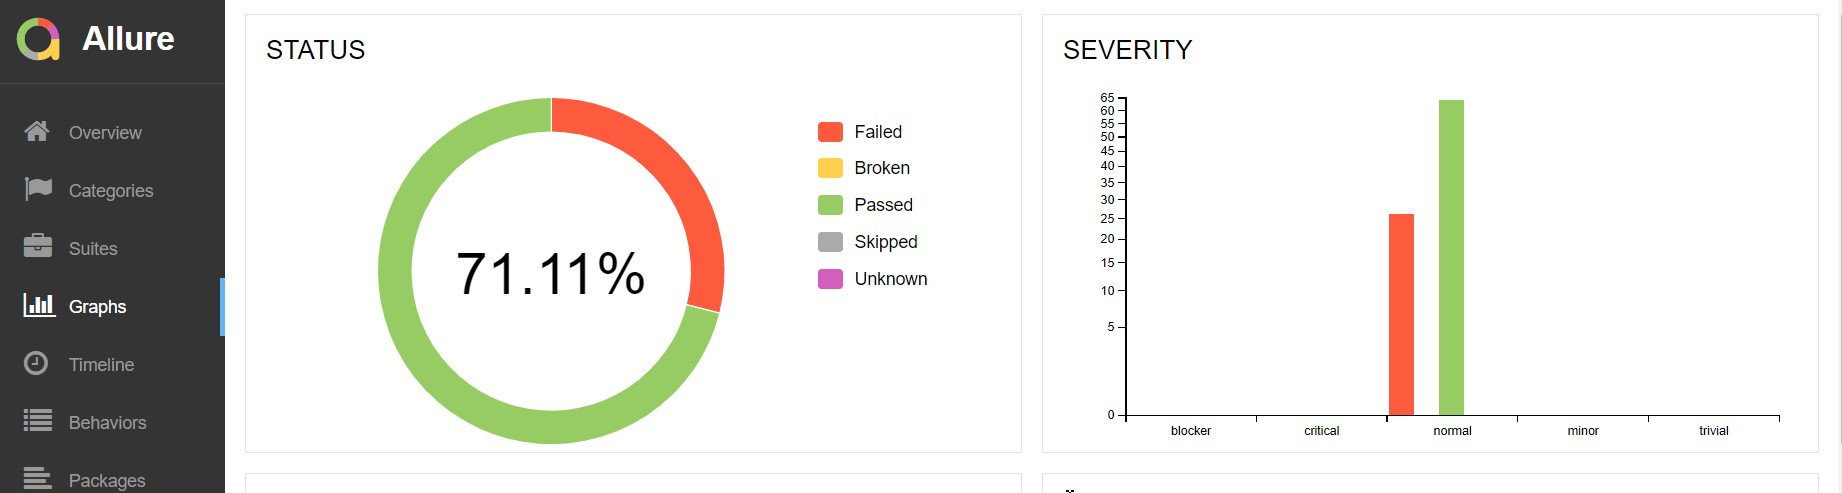 Allure
Overview
Categories
Suites
Graphs
Timeline
Behaviors
Packages
STATUS
71.11%
Failed
Broken
Passed
Skipped
Unknown
SEVERITY
65
60
55
50
45
40
35
30
25
20
15
10
5
0
blocker critical normal minor trivial